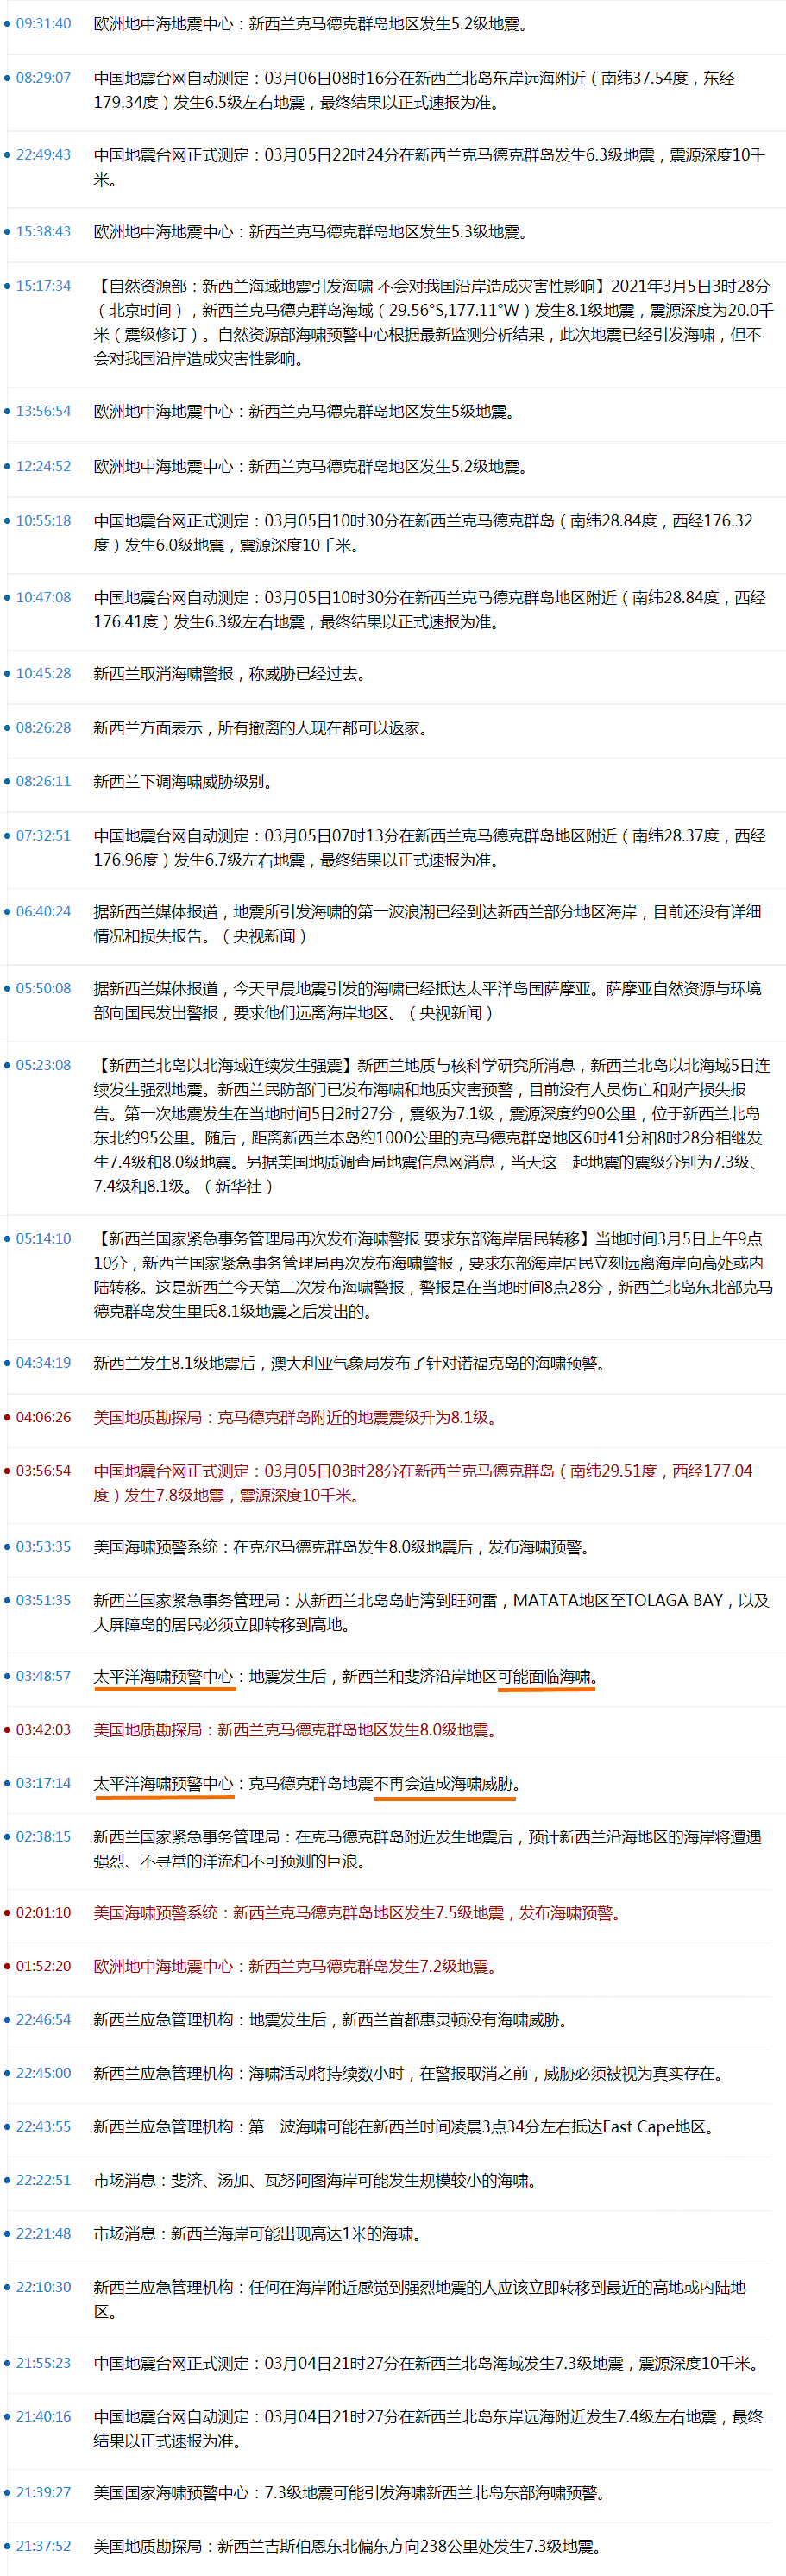 09:31:40 欧洲地中海地震中心：新西兰克马德克群岛地区发生5.2级地震。
08:29:07 中国地震台网自动测定：03月06日08时16分在新西兰北岛东岸远海附近（南纬37.54度，东经
179.34度）发生6.5级左右地震，最终结果以正式速报为准。
22:49:43 中国地震台网正式测定：03月05日22时24分在新西兰克马德克群岛发生6.3级地震，震源深度10千
米。
15:38:43 欧洲地中海地震中心：新西兰克马德克群岛地区发生5.3级地震。
15:17:34 【自然资源部：新西兰海域地震引发海啸 不会对我国沿岸造成灾害性影响】2021年3月5日3时28分
（北京时间），新西兰克马德克群岛海域（29.56°S,177.11°W）发生8.1级地震，震源深度为20.0千
米（震级修订）。自然资源部海啸预警中心根据最新监测分析结果，此次地震已经引发海啸，但不
会对我国沿岸造成灾害性影响。
13:56:54 欧洲地中海地震中心：新西兰克马德克群岛地区发生5级地震。
12:24:52 欧洲地中海地震中心：新西兰克马德克群岛地区发生5.2级地震。
10:55:18 中国地震台网正式测定：03月05日10时30分在新西兰克马德克群岛（南纬28.84度，西经176.32
度）发生6.0级地震，震源深度10千米。
10:47:08 中国地震台网自动测定：03月05日10时30分在新西兰克马德克群岛地区附近（南纬28.84度，西经
176.41度）发生6.3级左右地震，最终结果以正式速报为准。
10:45:28 新西兰取消海啸警报，称威胁已经过去。
08:26:28 新西兰方面表示，所有撤离的人现在都可以返家。
08:26:11 新西兰下调海啸威胁级别。
07:32:51 中国地震台网自动测定：03月05日07时13分在新西兰克马德克群岛地区附近（南纬28.37度，西经
176.96度）发生6.7级左右地震，最终结果以正式速报为准。
06:40:24 据新西兰媒体报道，地震所引发海啸的第一波浪潮已经到达新西兰部分地区海岸，目前还没有详细
情况和损失报告。（央视新闻）
05:50:08 据新西兰媒体报道，今天早晨地震引发的海啸已经抵达太平洋岛国萨摩亚。萨摩亚自然资源与环境
部向国民发出警报，要求他们远离海岸地区。（央视新闻）
05:23:08 【新西兰北岛以北海域连续发生强震】新西兰地质与核科学研究所消息，新西兰北岛以北海域5日连
续发生强烈地震。新西兰民防部门已发布海啸和地质灾害预警，目前没有人员伤亡和财产损失报
告。第一次地震发生在当地时间5日2时27分，震级为7.1级，震源深度约90公里，位于新西兰北岛
东北约95公里。随后，距离新西兰本岛约1000公里的克马德克群岛地区6时41分和8时28分相继发
生7.4级和8.0级地震。另据美国地质调查局地震信息网消息，当天这三起地震的震级分别为7.3级、
7.4级和8.1级。（新华社）
05:14:10 【新西兰国家紧急事务管理局再次发布海啸警报 要求东部海岸居民转移】当地时间3月5日上午9点
10分，新西兰国家紧急事务管理局再次发布海啸警报，要求东部海岸居民立刻远离海岸向高处或内
陆转移。这是新西兰今天第二次发布海啸警报，警报是在当地时间8点28分，新西兰北岛东北部克马
德克群岛发生里氏8.1级地震之后发出的。
04:34:19 新西兰发生8.1级地震后，澳大利亚气象局发布了针对诺福克岛的海啸预警。
04:06:26 美国地质勘探局：克马德克群岛附近的地震震级升为8.1级。
03:56:54 中国地震台网正式测定：03月05日03时28分在新西兰克马德克群岛（南纬29.51度，西经177.04
度）发生7.8级地震，震源深度10千米。
03:53:35 美国海啸预警系统：在克尔马德克群岛发生8.0级地震后，发布海啸预警。
03:51:35 新西兰国家紧急事务管理局：从新西兰北岛岛屿湾到旺阿雷，MATATA地区至TOLAGA BAY，以及
大屏障岛的居民必须立即转移到高地。
03:48:57 太平洋海啸预警中心：地震发生后，新西兰和斐济沿岸地区可能面临海啸。
03:42:03 美国地质勘探局：新西兰克马德克群岛地区发生8.0级地震。
03:17:14 太平洋海啸预警中心：克马德克群岛地震不再会造成海啸威胁。
02:38:15 新西兰国家紧急事务管理局：在克马德克群岛附近发生地震后，预计新西兰沿海地区的海岸将遭遇
强烈、不寻常的洋流和不可预测的巨浪。
02:01:10 美国海啸预警系统：新西兰克马德克群岛地区发生7.5级地震，发布海啸预警。
01:52:20 欧洲地中海地震中心：新西兰克马德克群岛发生7.2级地震。
22:46:54 新西兰应急管理机构：地震发生后，新西兰首都惠灵顿没有海啸威胁。
22:45:00 新西兰应急管理机构：海啸活动将持续数小时，在警报取消之前，威胁必须被视为真实存在。
22:43:55 新西兰应急管理机构：第一波海啸可能在新西兰时间凌晨3点34分左右抵达East Cape地区。
22:22:51 市场消息：斐济、汤加、瓦努阿图海岸可能发生规模较小的海啸。
22:21:48 市场消息：新西兰海岸可能出现高达1米的海啸。
22:10:30 新西兰应急管理机构：任何在海岸附近感觉到强烈地震的人应该立即转移到最近的高地或内陆地
区。
21:55:23 中国地震台网正式测定：03月04日21时27分在新西兰北岛海域发生7.3级地震，震源深度10千米。
21:40:16 中国地震台网自动测定：03月04日21时27分在新西兰北岛东岸远海附近发生7.4级左右地震，最终
结果以正式速报为准。
21:39:27 美国国家海啸预警中心：7.3级地震可能引发海啸新西兰北岛东部海啸预警。
21:37:52 美国地质勘探局：新西兰吉斯伯恩东北偏东方向238公里处发生7.3级地震。